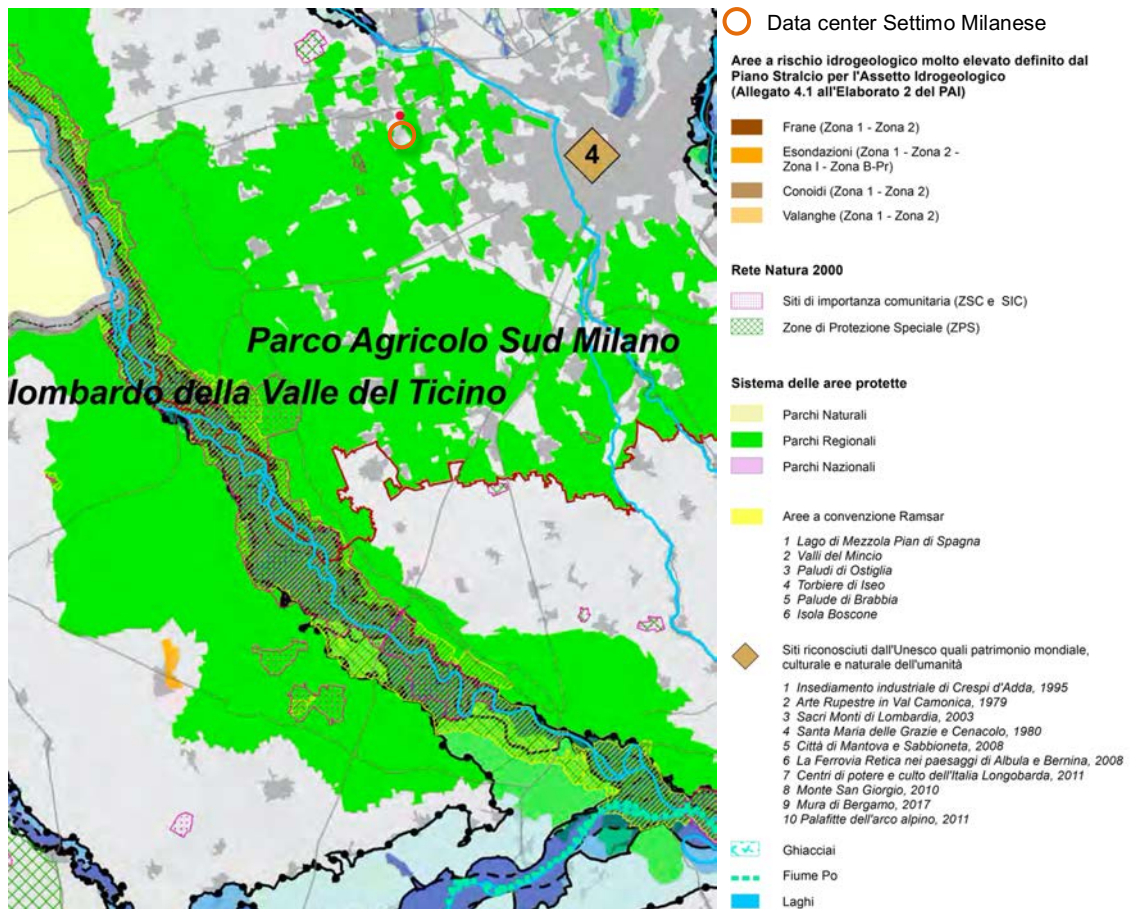 4
Parco Agricolo Sud Milano
lombardo della Valle del Ticino
Data center Settimo Milanese
Aree a rischio idrogeologico molto elevato definito dal
Piano Stralcio per l'Assetto Idrogeologico
(Allegato 4.1 all'Elaborato 2 del PAI)
Frane (Zona 1 - Zona 2)
Esondazioni (Zona 1 - Zona 2 -
Zona I - Zona B-Pr)
Conoidi (Zona 1 - Zona 2)
Valanghe (Zona 1 - Zona 2)
Rete Natura 2000
Siti di importanza comunitaria (ZSC e SIC)
Zone di Protezione Speciale (ZPS)
Sistema delle aree protette
Parchi Naturali
Parchi Regionali
Parchi Nazionali
Aree a convenzione Ramsar
1 Lago di Mezzola Pian di Spagna
2 Valli del Mincio
3 Paludi di Ostiglia
4 Torbiere di Iseo
5 Palude di Brabbia
6 Isola Boscone
Siti riconosciuti dall'Unesco quali patrimonio mondiale,
culturale e naturale dell'umanità
1 Insediamento industriale di Crespi d'Adda, 1995
2 Arte Rupestre in Val Camonica, 1979
3 Sacri Monti di Lombardia, 2003
4 Santa Maria delle Grazie e Cenacolo, 1980
5 Città di Mantova e Sabbioneta, 2008
6 La Ferrovia Retica nei paesaggi di Albula e Bernina, 2008
7 Centri di potere e culto dell'Italia Longobarda, 2011
8 Monte San Giorgio, 2010
9 Mura di Bergamo, 2017
10 Palafitte dell'arco alpino, 2011
Ghiacciai
Fiume Po
Laghi